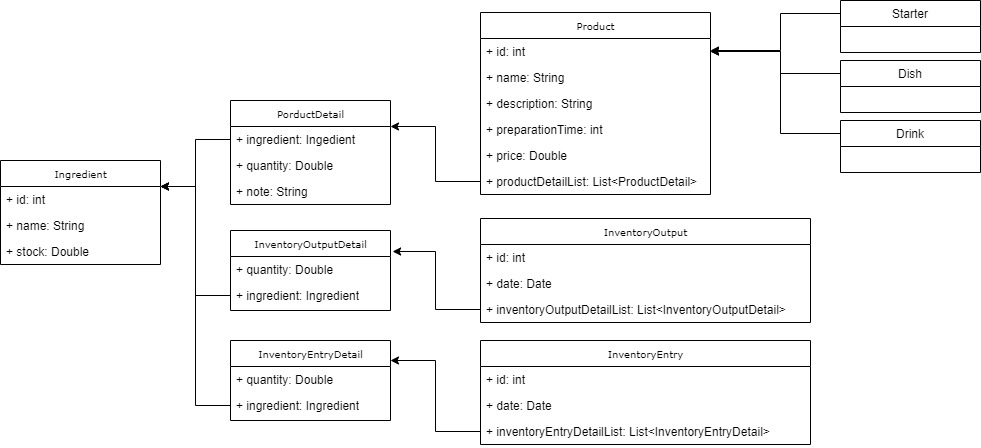 Product
+ id: int
+ name: String
+ description: String
+ preparationTime: int
+ price: Double
+ productDetailList: List<ProductDetail>
Starter
Dish
Drink
PorductDetail
+ ingredient: Ingedient
+ quantity: Double
+ note: String
Ingredient
+ id: int
+ name: String
+ stock: Double
InventoryOutputDetail
+ quantity: Double
+ ingredient: Ingredient
InventoryOutput
+ id: int
+ date: Date
+ inventoryOutputDetailList: List<InventoryOutputDetail>
InventoryEntryDetail
+ quantity: Double
+ ingredient: Ingredient
InventoryEntry
+ id: int
+ date: Date
+ inventoryEntryDetailList: List<InventoryEntryDetail>